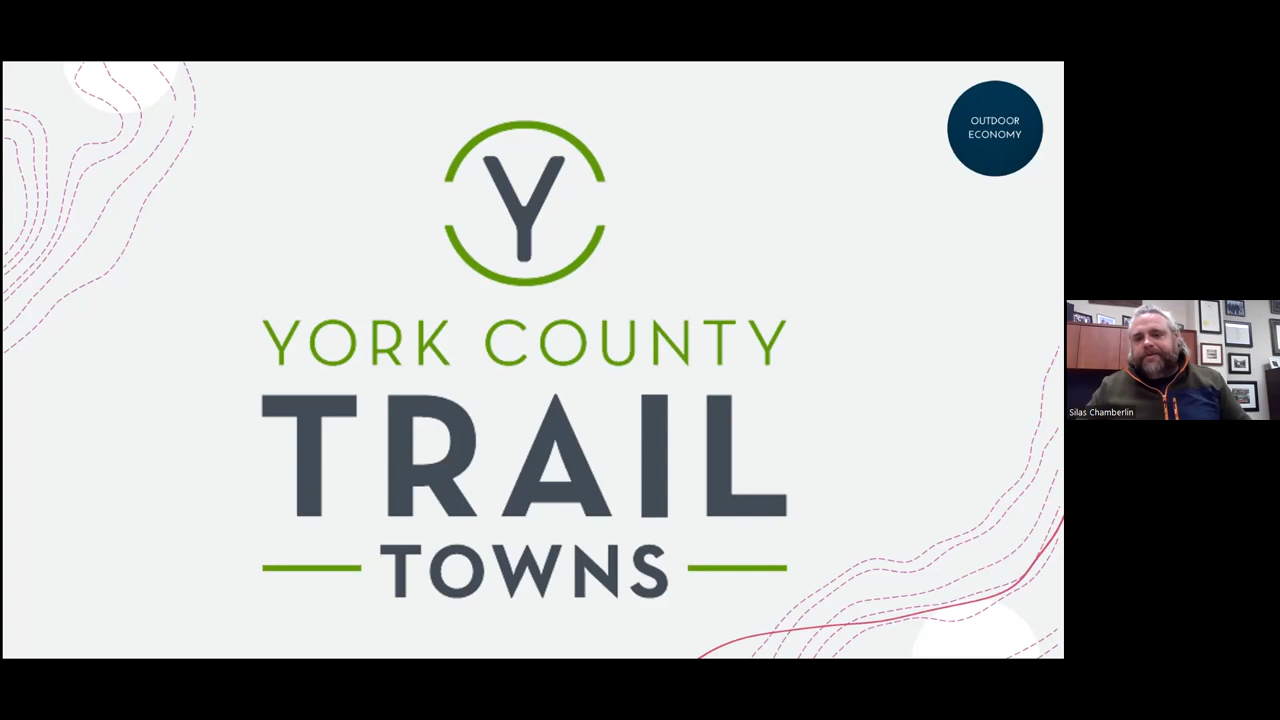 OUTDOOR
ECONOMY
Y
YORK COUNTY
TRAIL
TOWNS
Silas Chamberlin